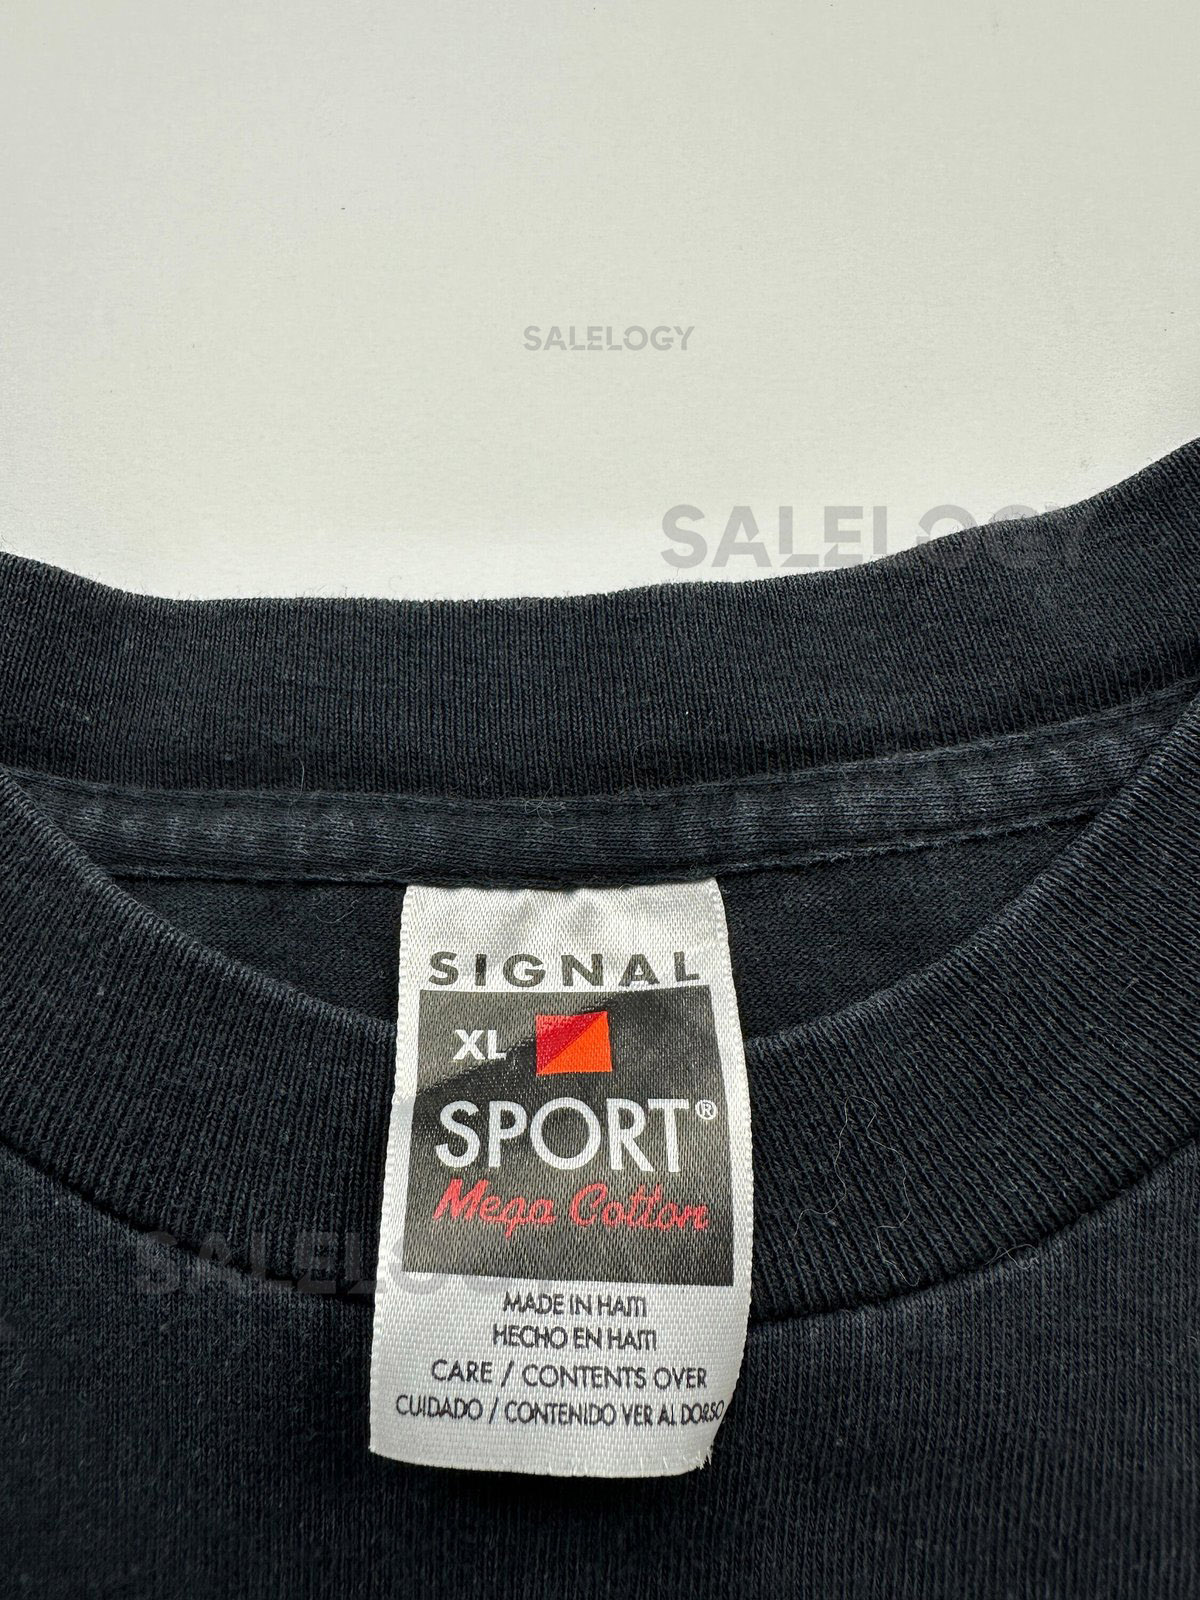 SALELOGY
SALELOGY
SIGNAL
XL
SPORT®
Mega Cotton
SALELOGY
MADE IN HAITI
HECHO EN HAITI
CARE / CONTENTS OVER
CUIDADO / CONTENIDO VER AL DORSO